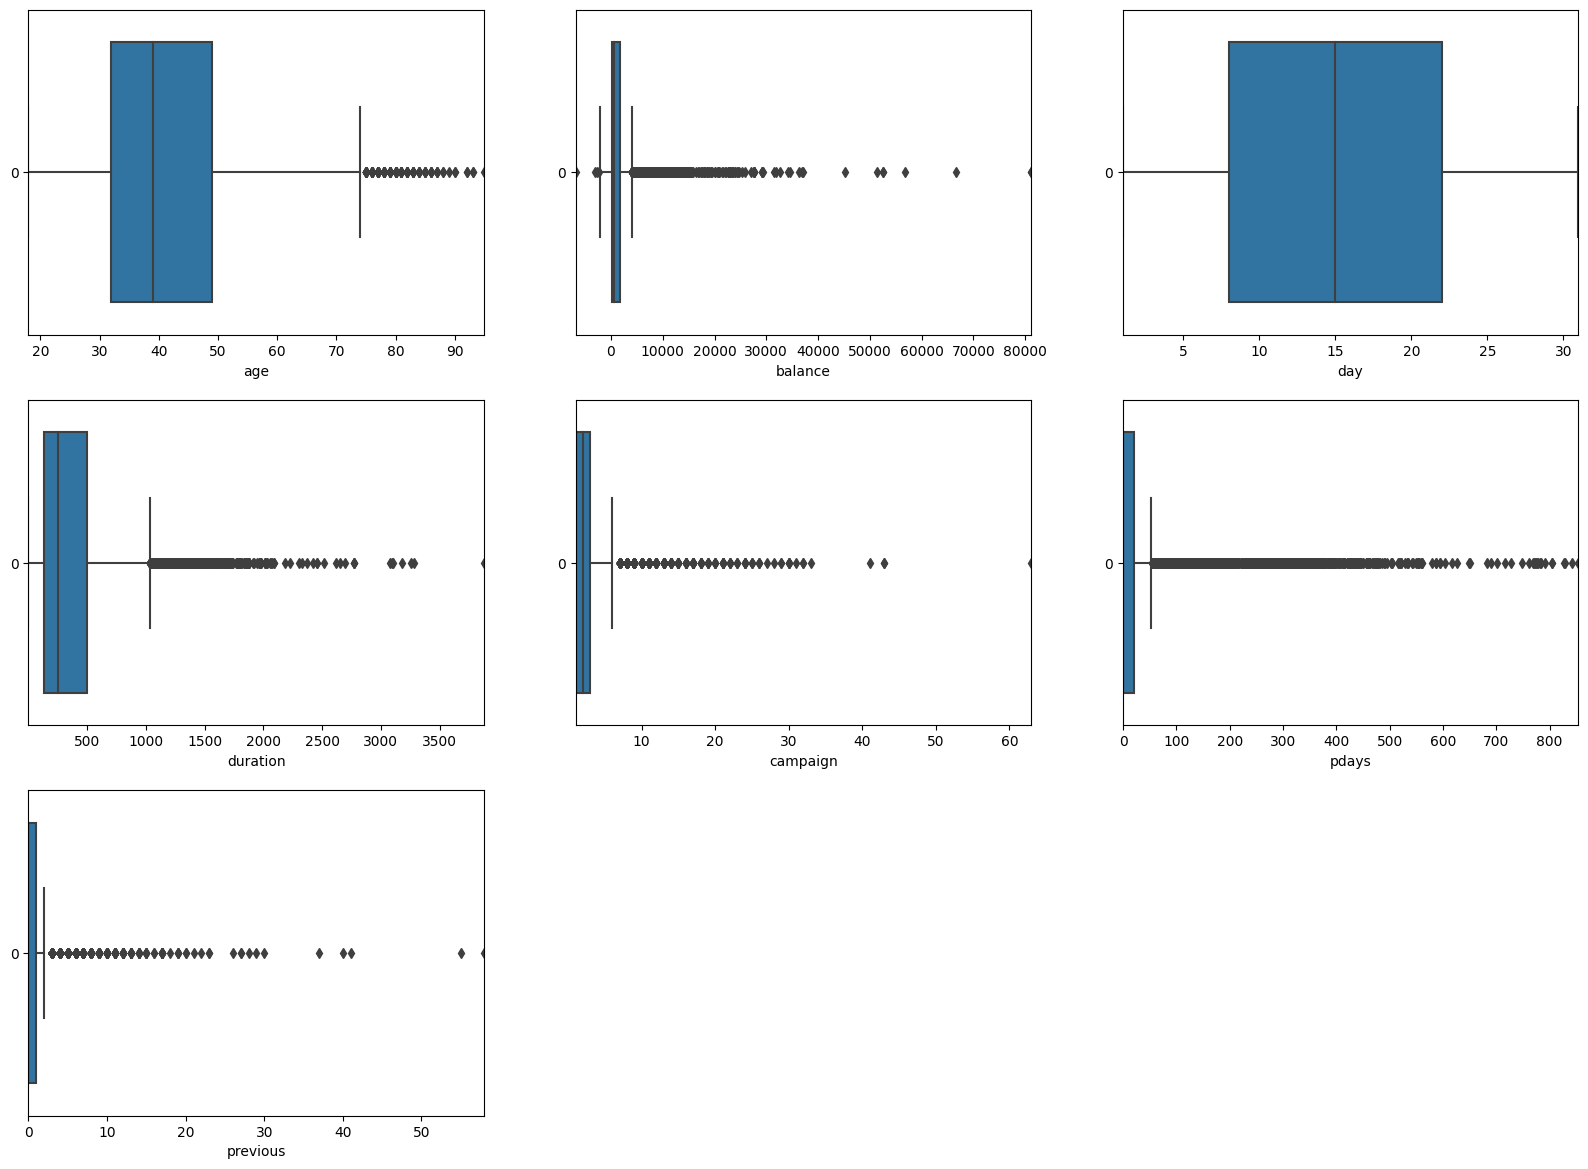 0
20 30 40 50 60 70 80 90
age
0
0 10000 20000 30000 40000 50000 60000 70000 80000
balance
0
5 10 15 20 25 30
day
0
500 1000 1500 2000 2500 3000 3500
duration
0
10 20 30 40 50 60
campaign
0
0 100 200 300 400 500 600 700 800
pdays
0
0 10 20 30 40 50
previous